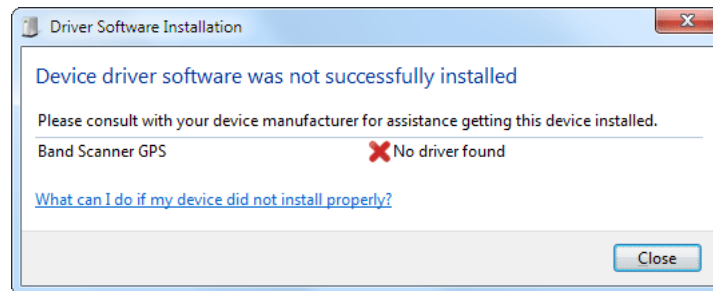 Driver Software Installation
Device driver software was not successfully installed
Please consult with your device manufacturer for assistance getting this device installed.
Band Scanner GPS No driver found
What can I do if my device did not install properly?
Close